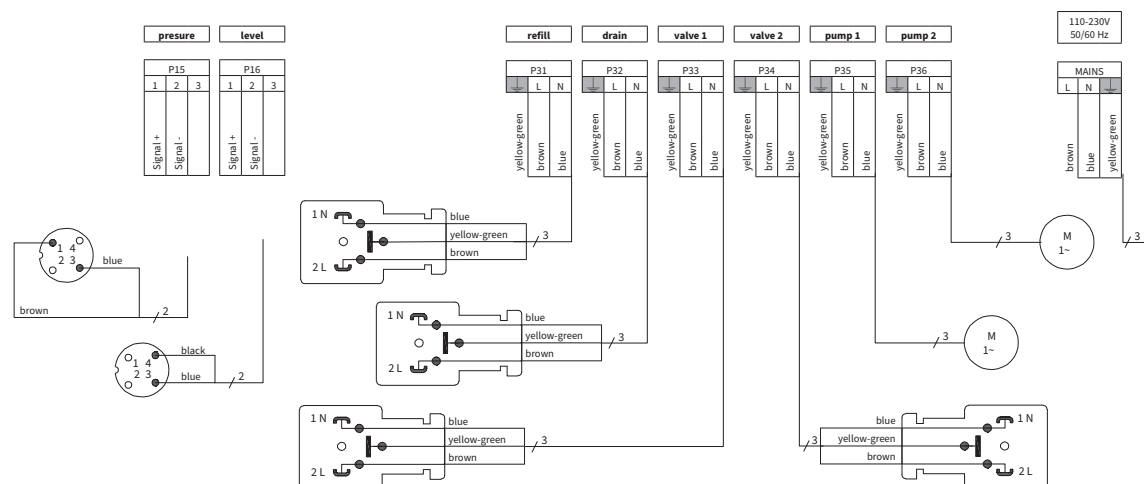 presure level refill drain valve 1 valve 2 pump 1 pump 2 110-230V
50/60 Hz
P15 P16 P31 P32 P33 P34 P35 P36 MAINS
1 2 3 1 2 3 L N L N L N L N L N L N L N
Signal + Signal - Signal + Signal - yellow-green brown blue yellow-green brown blue yellow-green brown blue yellow-green brown blue yellow-green brown blue yellow-green brown blue brown blue yellow-green
1 N blue
yellow-green 3
brown
2 L
3 M
1~
3
1 4
2 3 blue
brown 2
1 N blue
yellow-green 3
brown
2 L
3 M
1~
1 4 black
2 3 blue 2
1 N blue
yellow-green 3
brown
2 L
blue 1 N
3 yellow-green
brown 2 L